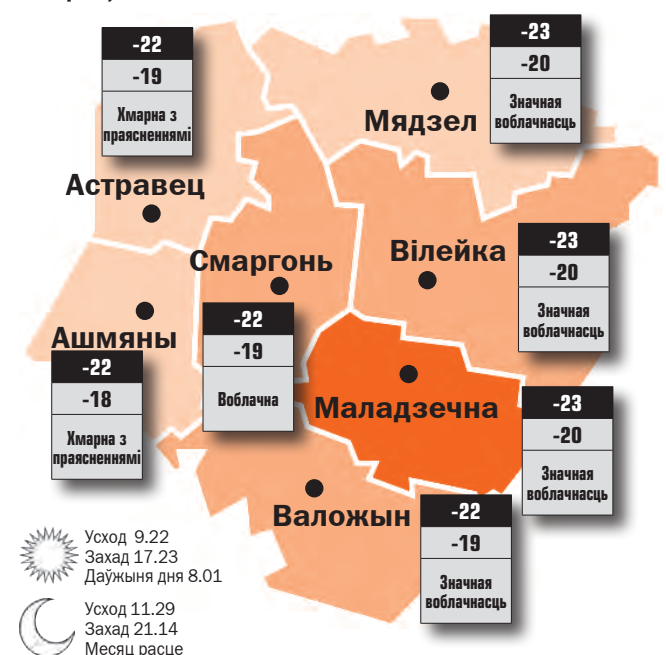 -22
-19
Хмарна з
праясненнямі
Астравец
-23
-20
Значная
воблачнасць
Мядзел
Смаргонь
-22
-19
Воблачна
Вілейка
-23
-20
Значная
воблачнасць
Ашмяны
-22
-18
Хмарна з
праясненнямі
Маладзечна
-23
-20
Значная
воблачнасць
Валожын
-22
-19
Значная
воблачнасць
Усход 9.22
Захад 17.23
Даўжыня дня 8.01
Усход 11.29
Захад 21.14
Месяц расце